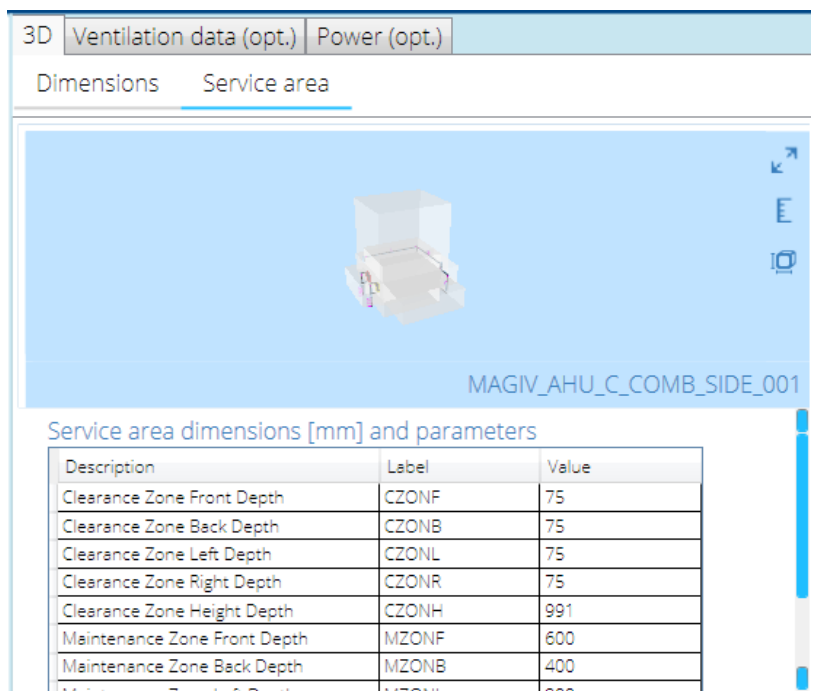 3D Ventilation data (opt.) Power (opt.)
Dimensions Service area
MAGIV_AHU_C_COMB_SIDE_001
Service area dimensions [mm] and parameters
Description Label Value
Clearance Zone Front Depth CZONF 75
Clearance Zone Back Depth CZONB 75
Clearance Zone Left Depth CZONL 75
Clearance Zone Right Depth CZONR 75
Clearance Zone Height Depth CZONH 991
Maintenance Zone Front Depth MZONF 600
Maintenance Zone Back Depth MZONB 400